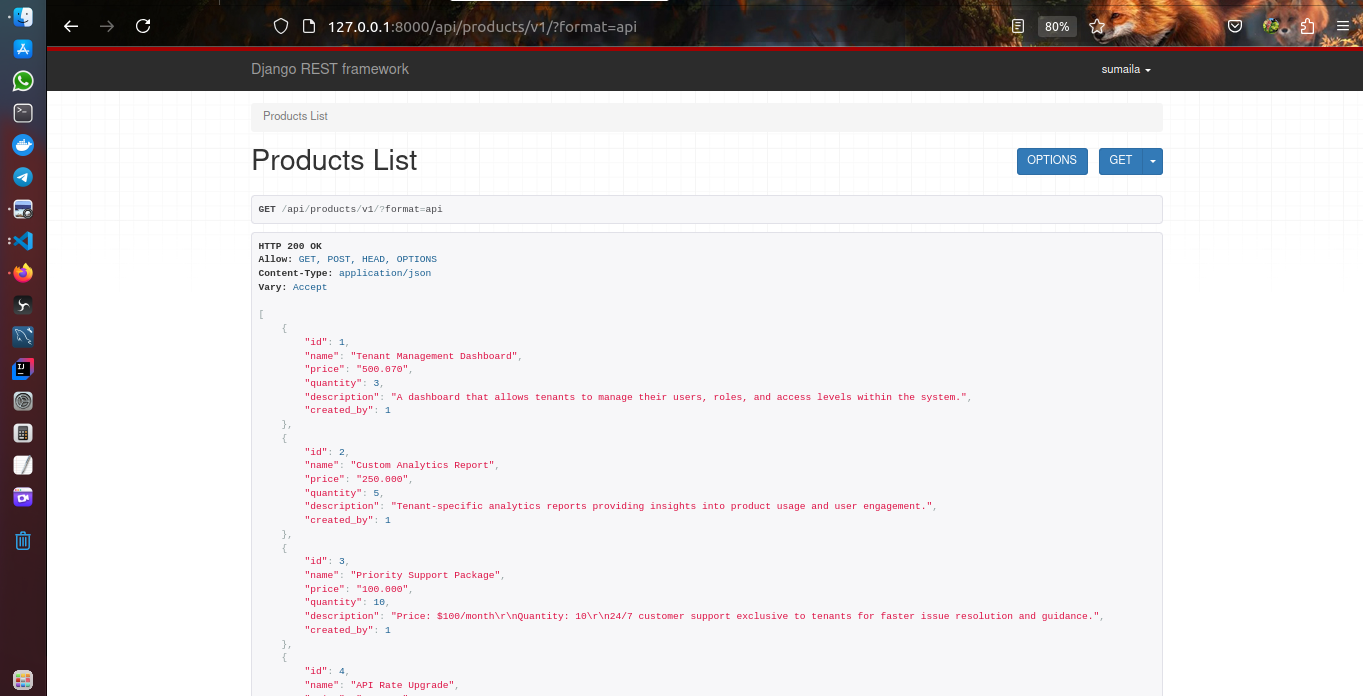 127.0.0.1:8000/api/products/v1/?format=api
80%
Django REST framework
sumaila
Products List
Products List
OPTIONS
GET
GET /api/products/v1/?format=api
HTTP 200 OK
Allow: GET, POST, HEAD, OPTIONS
Content-Type: application/json
Vary: Accept
[
{
"id": 1,
"name": "Tenant Management Dashboard",
"price": "500.070",
"quantity": 3,
"description": "A dashboard that allows tenants to manage their users, roles, and access levels within the system.",
"created_by": 1
},
{
"id": 2,
"name": "Custom Analytics Report",
"price": "250.000",
"quantity": 5,
"description": "Tenant-specific analytics reports providing insights into product usage and user engagement.",
"created_by": 1
},
{
"id": 3,
"name": "Priority Support Package",
"price": "100.000",
"quantity": 10,
"description": "Price: $100/month\r\nQuantity: 10\r\n24/7 customer support exclusive to tenants for faster issue resolution and guidance.",
"created_by": 1
},
{
"id": 4,
"name": "API Rate Upgrade",